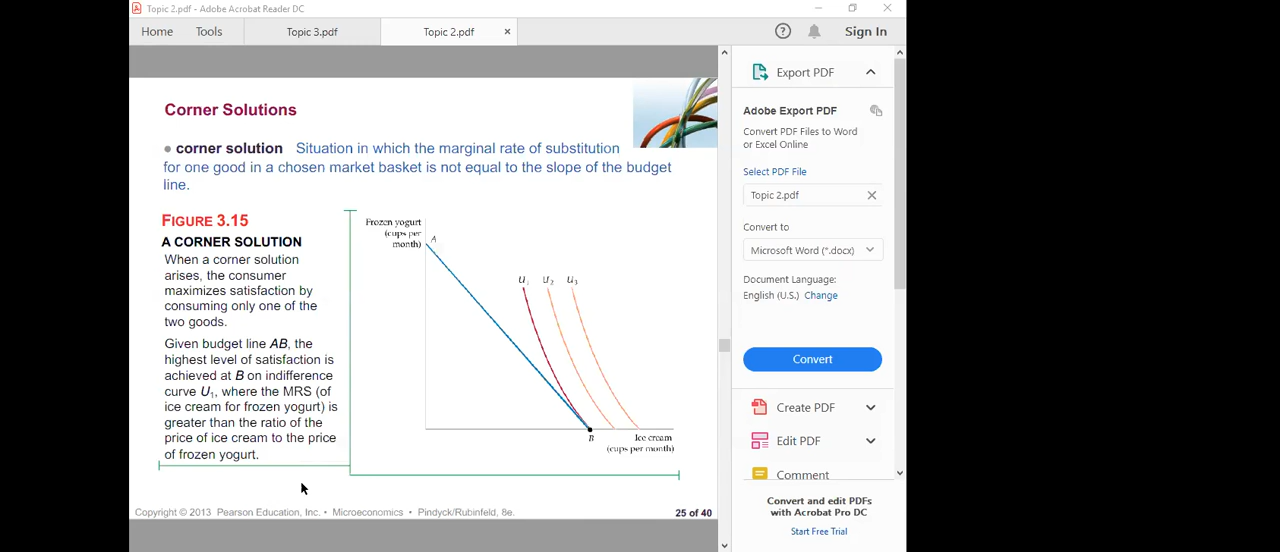 Topic 2.pdf - Adobe Acrobat Reader DC
Home
Tools
Topic 3.pdf
Topic 2.pdf
Sign In
Corner Solutions
corner solution Situation in which the marginal rate of substitution
for one good in a chosen market basket is not equal to the slope of the budget
line.
FIGURE 3.15
A CORNER SOLUTION
When a corner solution
arises, the consumer
maximizes satisfaction by
consuming only one of the
two goods.
Given budget line AB, the
highest level of satisfaction is
achieved at B on indifference
curve U1, where the MRS (of
ice cream for frozen yogurt) is
greater than the ratio of the
price of ice cream to the price
of frozen yogurt.
Frozen yogurt
(cups per
month)
A
U1 U2 U3
B
Ice cream
(cups per month)
Copyright © 2013 Pearson Education, Inc. • Microeconomics • Pindyck/Rubinfeld, 8e.
25 of 40
Export PDF
Adobe Export PDF
Convert PDF Files to Word
or Excel Online
Select PDF File
Topic 2.pdf
Convert to
Microsoft Word (*.docx)
Document Language:
English (U.S.) Change
Convert
Create PDF
Edit PDF
Comment
Convert and edit PDFs
with Acrobat Pro DC
Start Free Trial